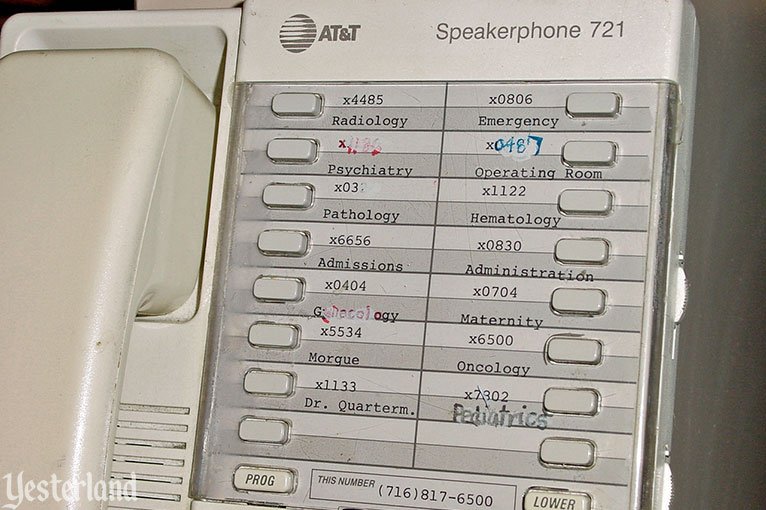 AT&T
Speakerphone 721
x4485 x0806
Radiology Emergency
x0487
Psychiatry Operating Room
x1122
Pathology Hematology
x6656 x0830
Admissions Administration
x0404 x0704
Maternity
x5534 x6500
Morgue Oncology
x1133 x7302
Dr. Quarterm. Pediatrics
PROG THIS NUMBER (716)817-6500 LOWER
Yesterland